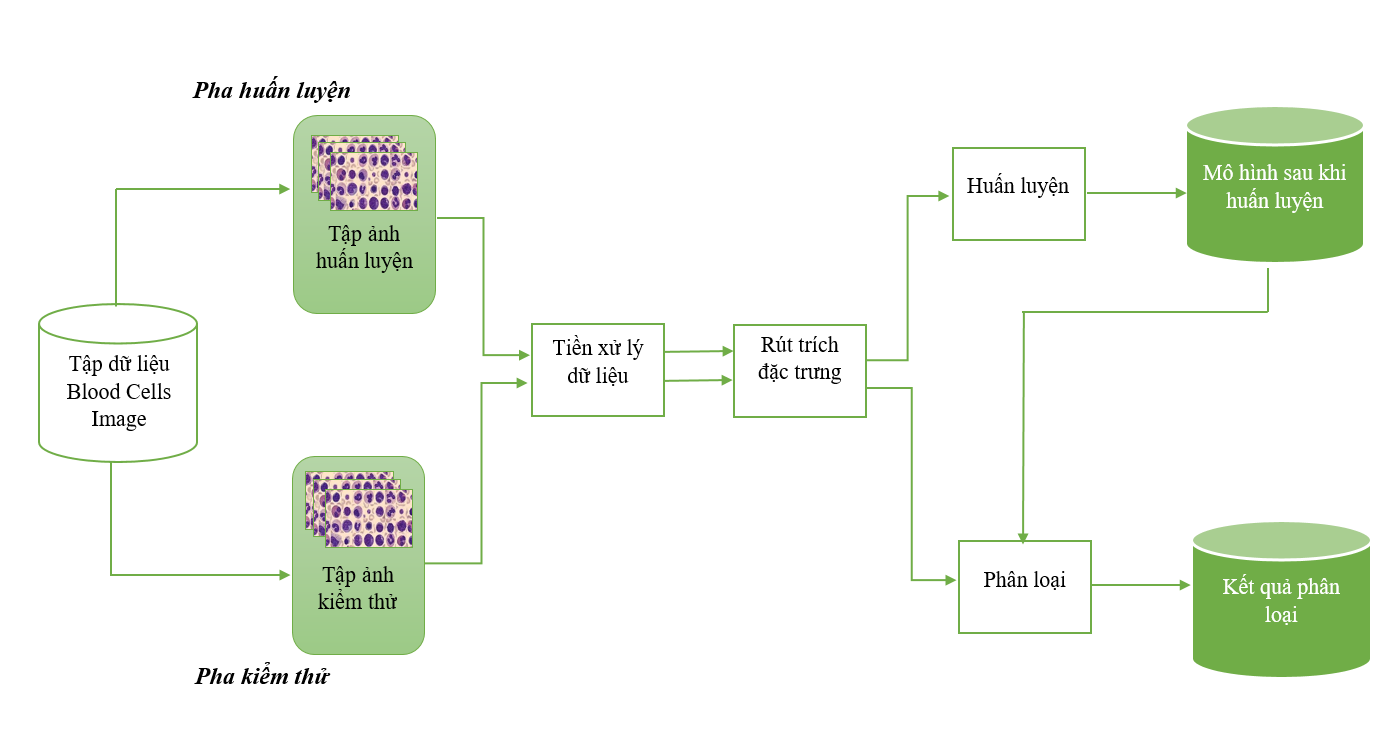 Pha huấn luyện
Tập ảnh
huấn luyện
Tập dữ liệu
Blood Cells
Image
Tập ảnh
kiểm thử
Pha kiểm thử
Tiền xử lý
dữ liệu
Rút trích
đặc trưng
Huấn luyện
Mô hình sau khi
huấn luyện
Phân loại
Kết quả phân
loại